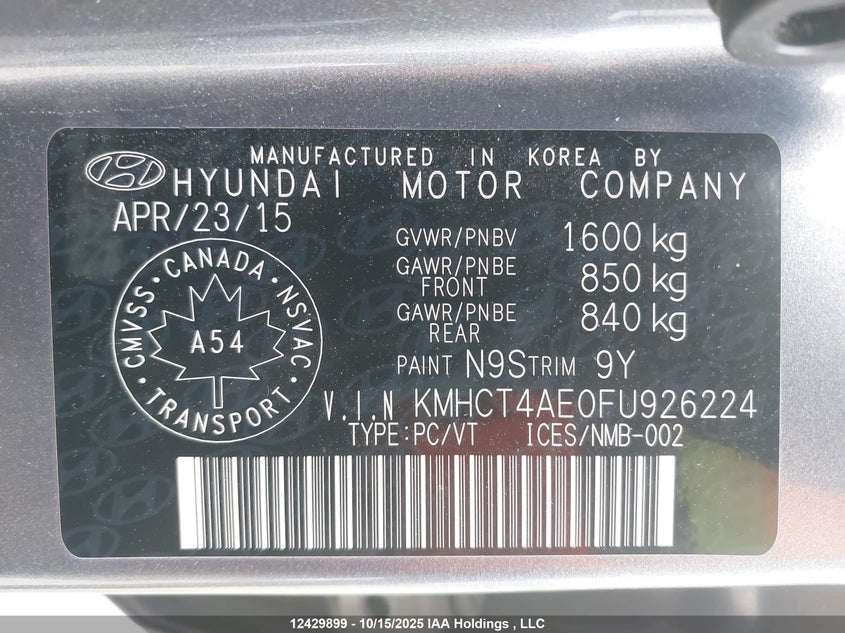 MANUFACTURED IN KOREA BY
HYUNDAI MOTOR COMPANY
APR/23/15
GVWR/PNBV 1600 kg
GAWR/PNBE FRONT 850 kg
GAWR/PNBE REAR 840 kg
CANADA
CMVSS · NSVAC
A54
TRANSPORT
PAINT N9S TRIM 9Y
V.I.N KMHCT4AE0FU926224
TYPE:PC/VT ICES/NMB-002
12429899 - 10/15/2025 IAA Holdings , LLC